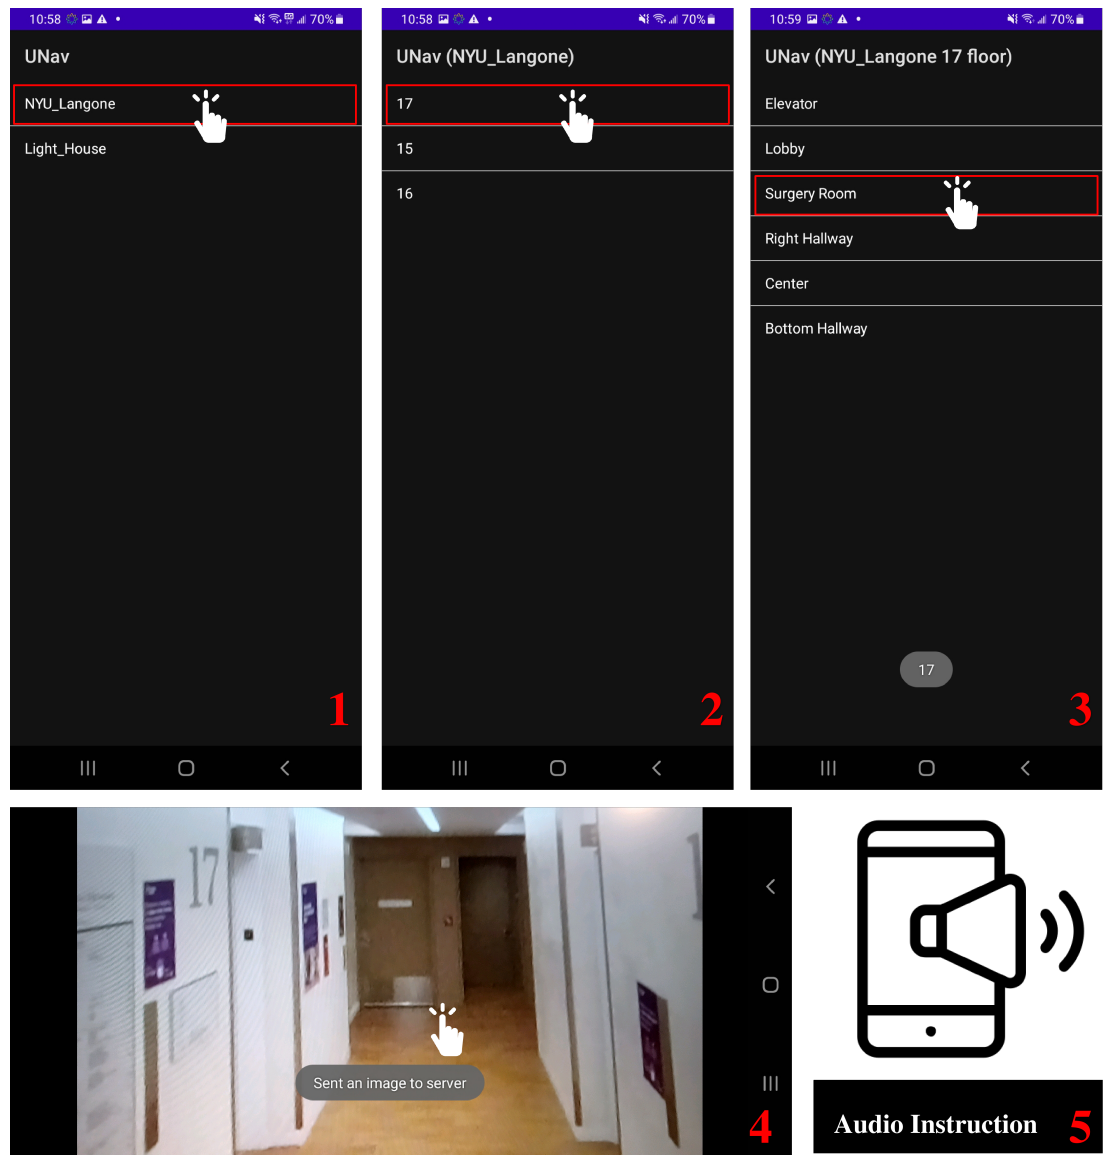 10:58
70%
UNav
NYU_Langone
Light_House
1
10:58
70%
UNav (NYU_Langone)
17
15
16
2
10:59
70%
UNav (NYU_Langone 17 floor)
Elevator
Lobby
Surgery Room
Right Hallway
Center
Bottom Hallway
17
3
17
1
Sent an image to server
4
Audio Instruction
5